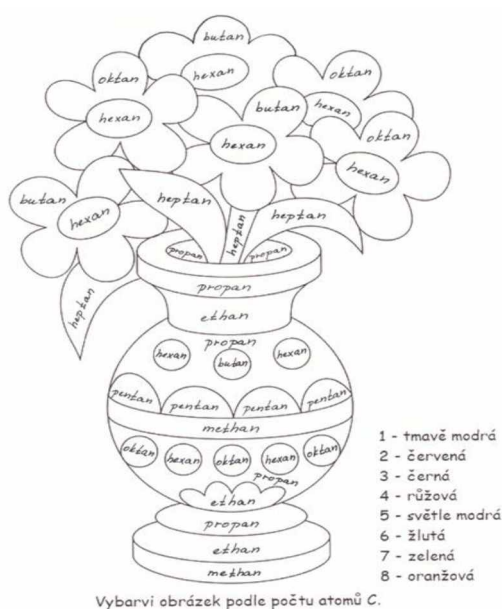 butan
oktan
hexan
oktan
hexan
butan
hexan
oktan
hexan
hexan
butan
hexan
heptan
heptan
heptan
heptan
propan
propan
propan
ethan
propan
hexan
butan
hexan
pentan
pentan
pentan
pentan
methan
oktan
hexan
oktan
hexan
oktan
propan
ethan
propan
ethan
methan
1 - tmavě modrá
2 - červená
3 - černá
4 - růžová
5 - světle modrá
6 - žlutá
7 - zelená
8 - oranžová
Vybarvi obrázek podle počtu atomů C.